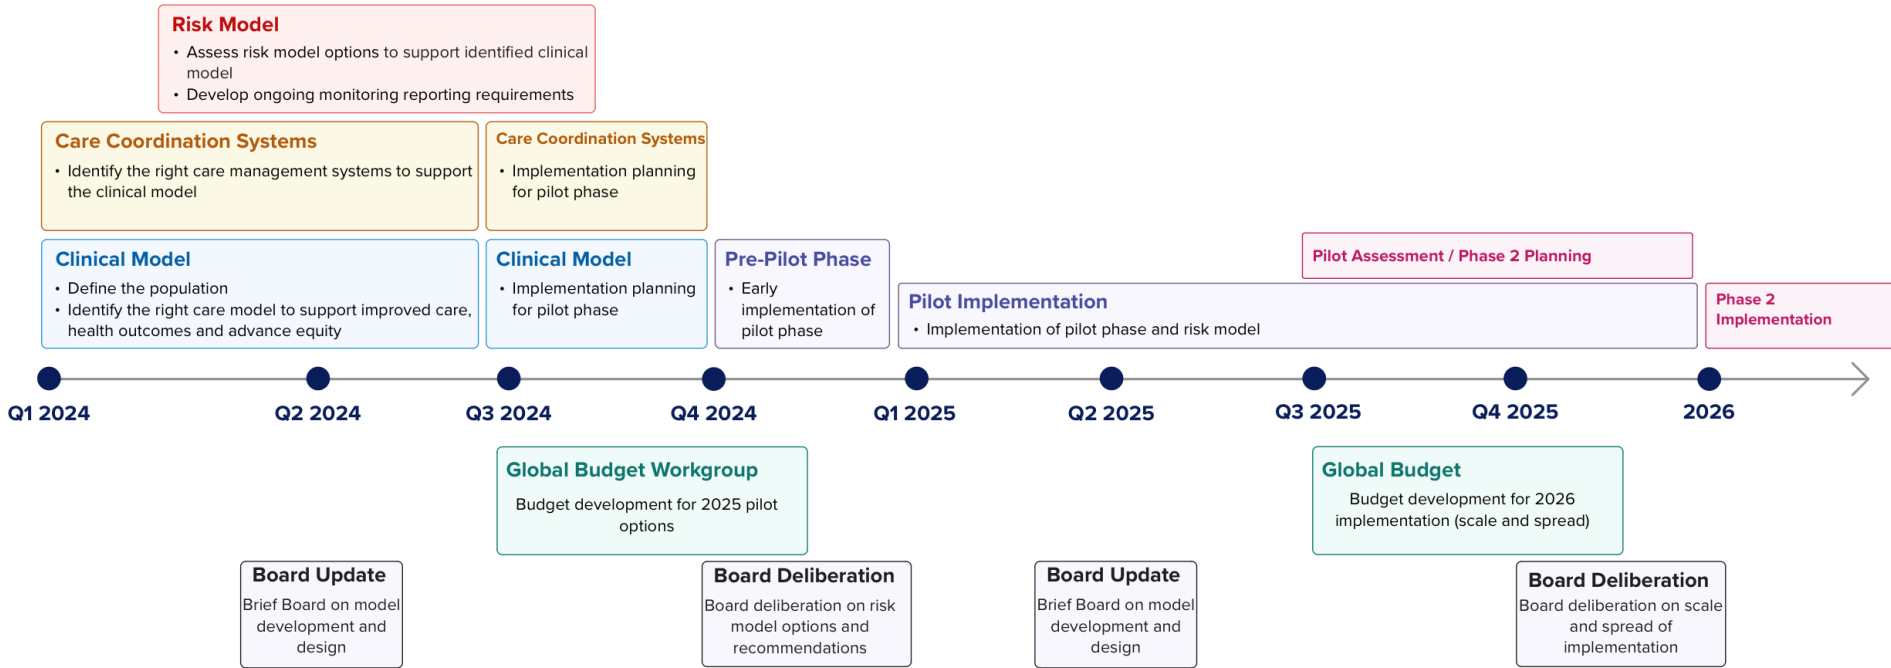 Risk Model
• Assess risk model options to support identified clinical
model
• Develop ongoing monitoring reporting requirements
Care Coordination Systems
• Identify the right care management systems to support
the clinical model
Care Coordination Systems
• Implementation planning
for pilot phase
Clinical Model
• Define the population
• Identify the right care model to support improved care,
health outcomes and advance equity
Clinical Model
• Implementation planning
for pilot phase
Pre-Pilot Phase
• Early
implementation of
pilot phase
Pilot Assessment / Phase 2 Planning
Pilot Implementation
• Implementation of pilot phase and risk model
Phase 2
Implementation
Q1 2024
Q2 2024
Q3 2024
Q4 2024
Q1 2025
Q2 2025
Q3 2025
Q4 2025
2026
Global Budget Workgroup
Budget development for 2025 pilot
options
Global Budget
Budget development for 2026
implementation (scale and spread)
Board Update
Brief Board on model
development and
design
Board Deliberation
Board deliberation on risk
model options and
recommendations
Board Update
Brief Board on model
development and
design
Board Deliberation
Board deliberation on scale
and spread of
implementation